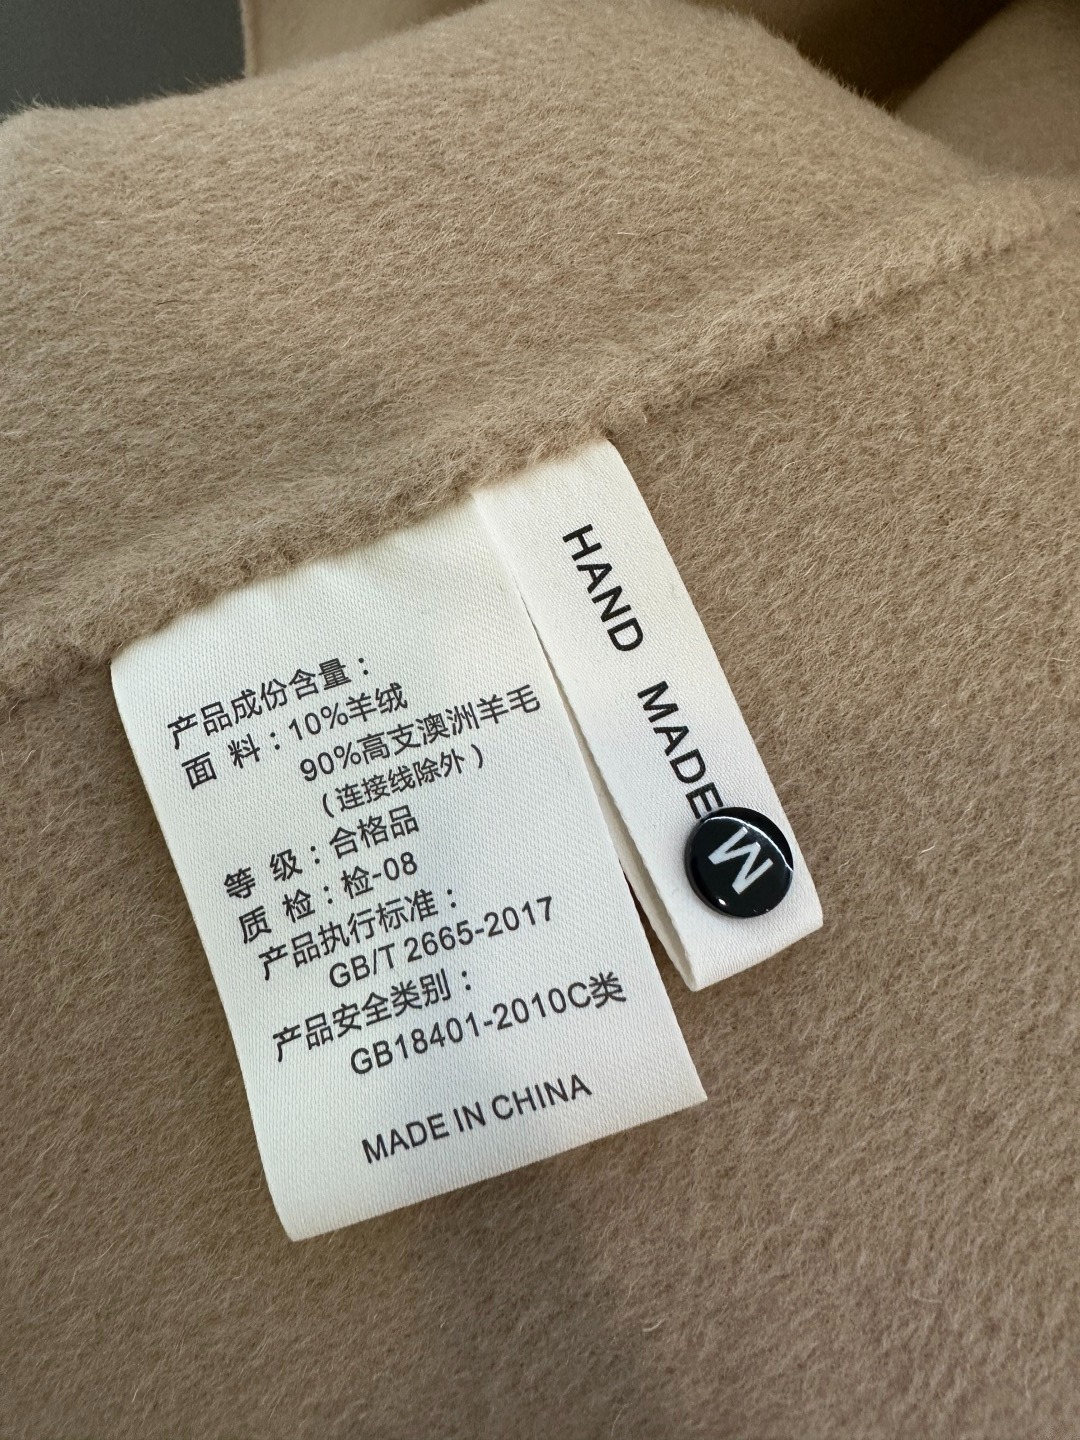 产品成份含量：
面 料：10%羊绒
90%高支澳洲羊毛
（连接线除外）
等 级：合格品
质 检：检-08
产品执行标准：
GB/T 2665-2017
产品安全类别：
GB18401-2010C类
MADE IN CHINA
HAND MADE
M